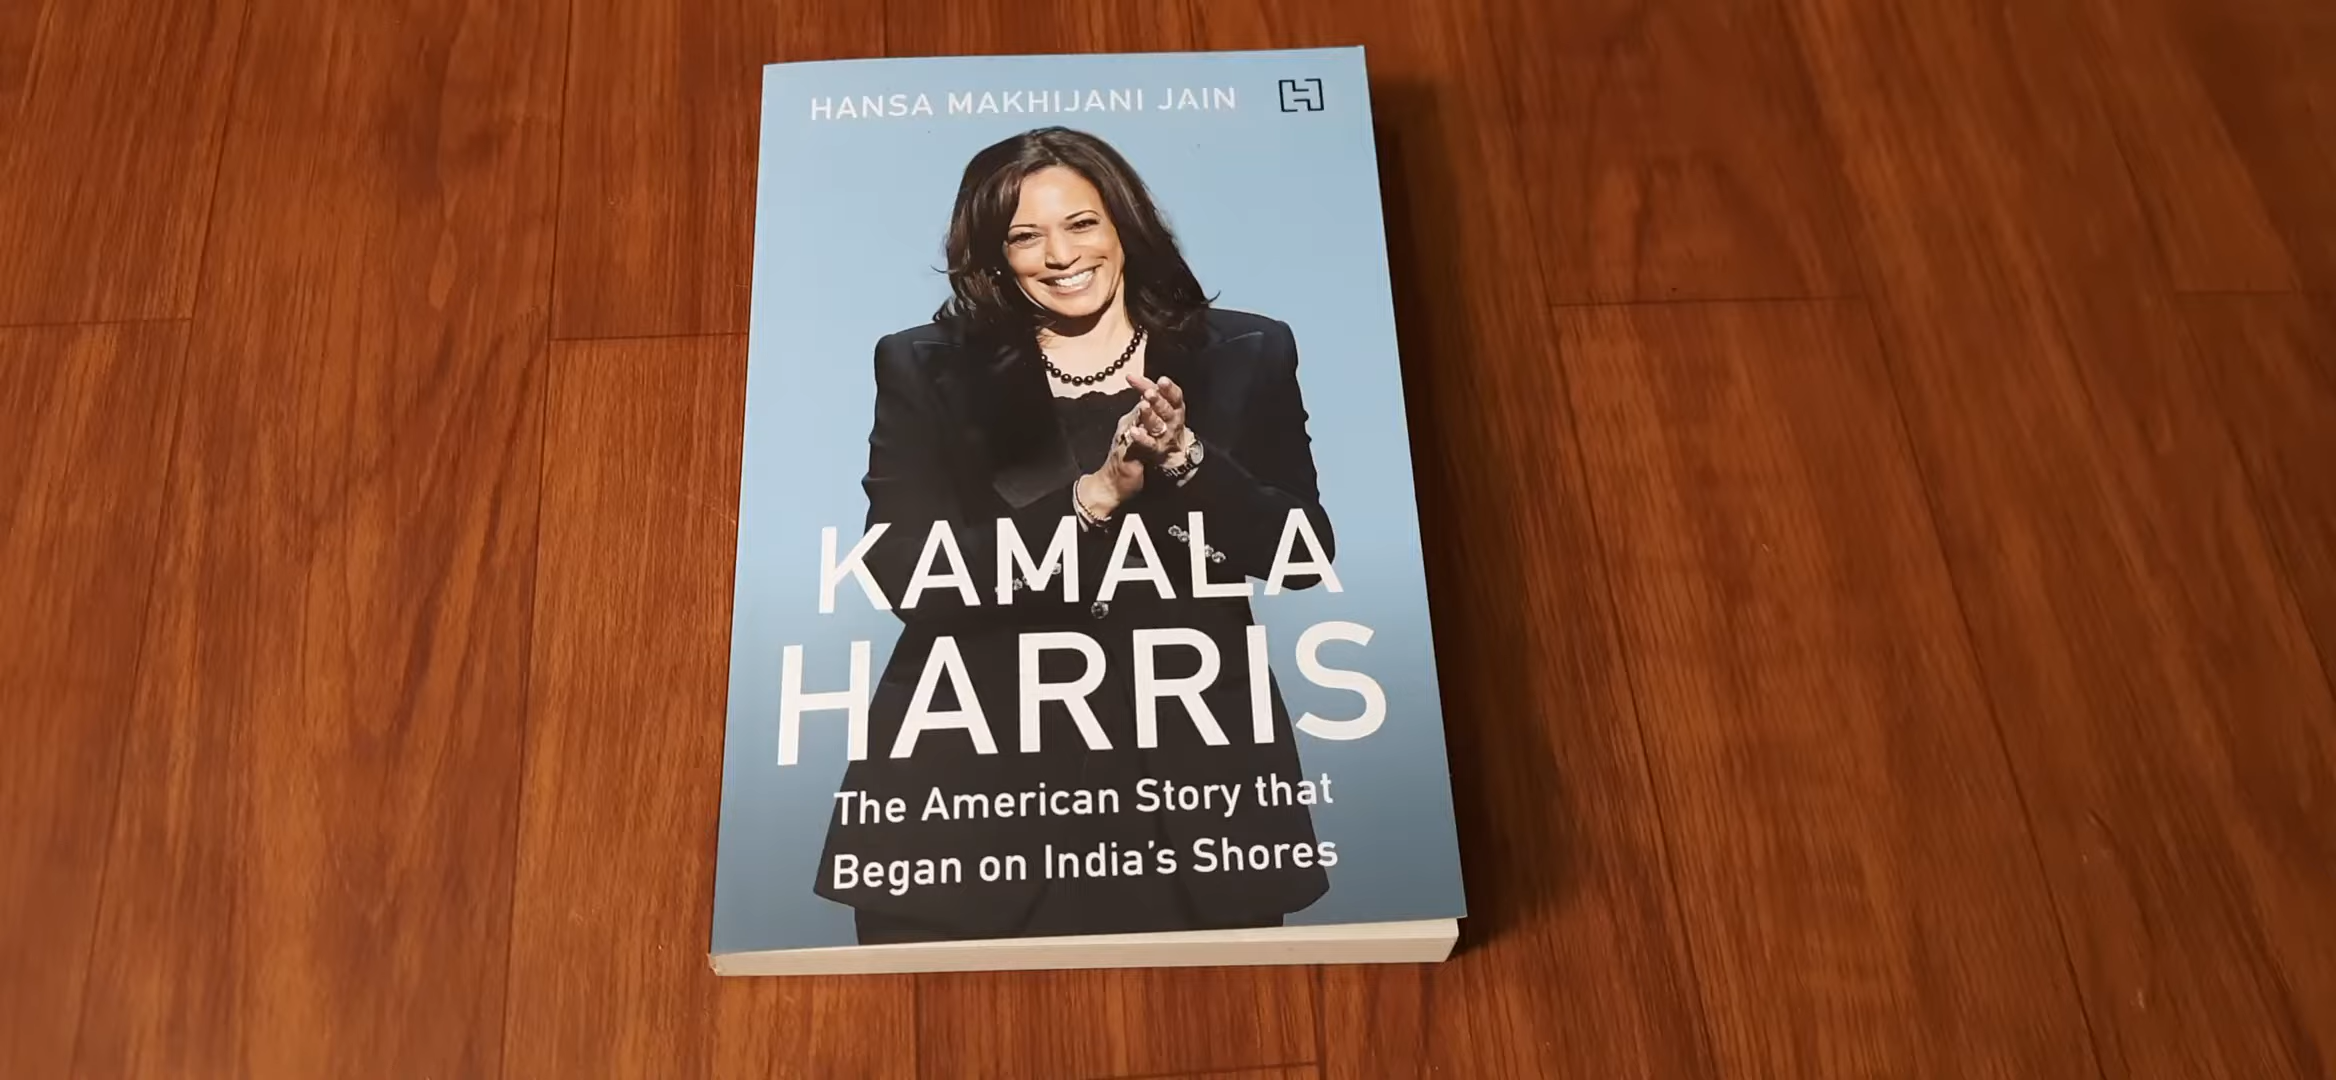 HANSA MAKHIJANI JAIN
KAMALA
HARRIS
The American Story that
Began on India's Shores